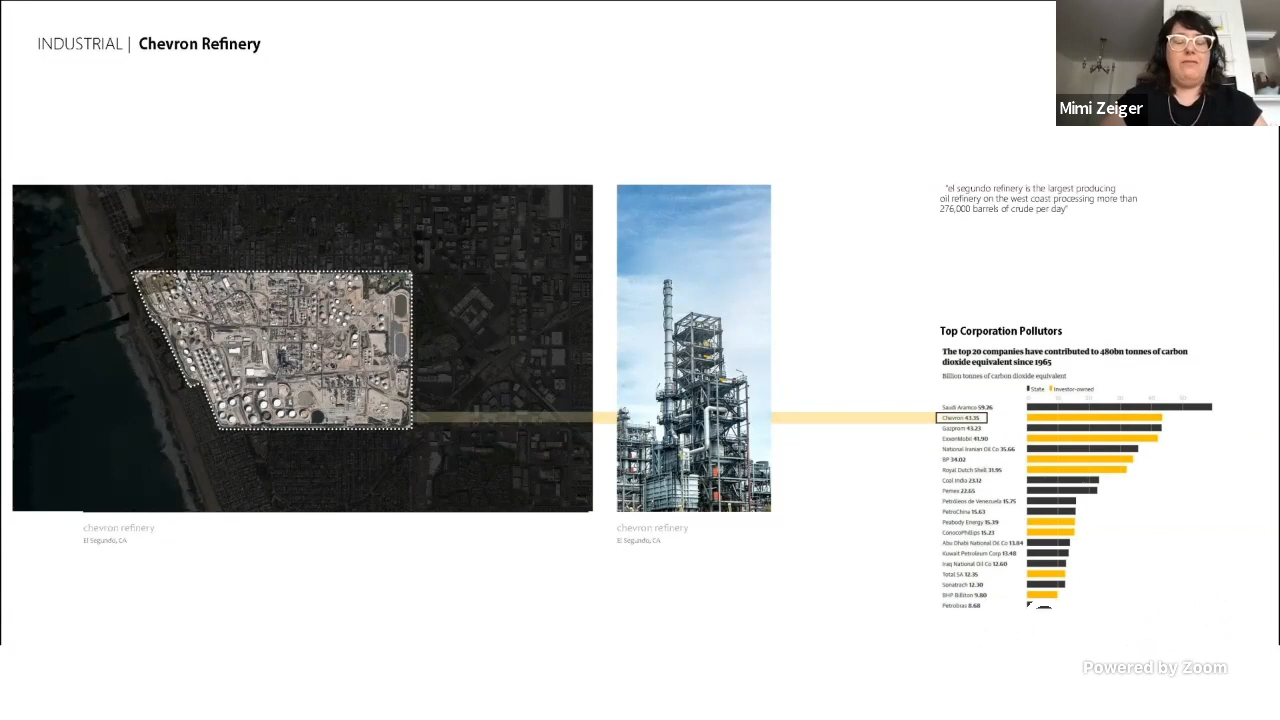 INDUSTRIAL | Chevron Refinery
Mimi Zeiger
"el segundo refinery is the largest producing
oil refinery on the west coast processing more than
276,000 barrels of crude per day"
Top Corporation Pollutors
The top 20 companies have contributed to 480bn tonnes of carbon
dioxide equivalent since 1965
Billion tonnes of carbon dioxide equivalent
State Investor-owned
Saudi Aramco 59.26
Chevron 43.35
Gazprom 43.23
ExxonMobil 41.90
National Iranian Oil Co 35.66
BP 34.02
Royal Dutch Shell 31.95
Coal India 23.12
Pemex 22.65
Petróleos de Venezuela 15.75
PetroChina 15.63
Peabody Energy 15.39
ConocoPhillips 15.23
Abu Dhabi National Oil Co 13.84
Kuwait Petroleum Corp 13.48
Iraq National Oil Co 12.60
Total SA 12.35
Sonatrach 12.30
BHP Billiton 9.80
Petrobras 8.68
chevron refinery
El Segundo, CA
chevron refinery
El Segundo, CA
Powered by Zoom